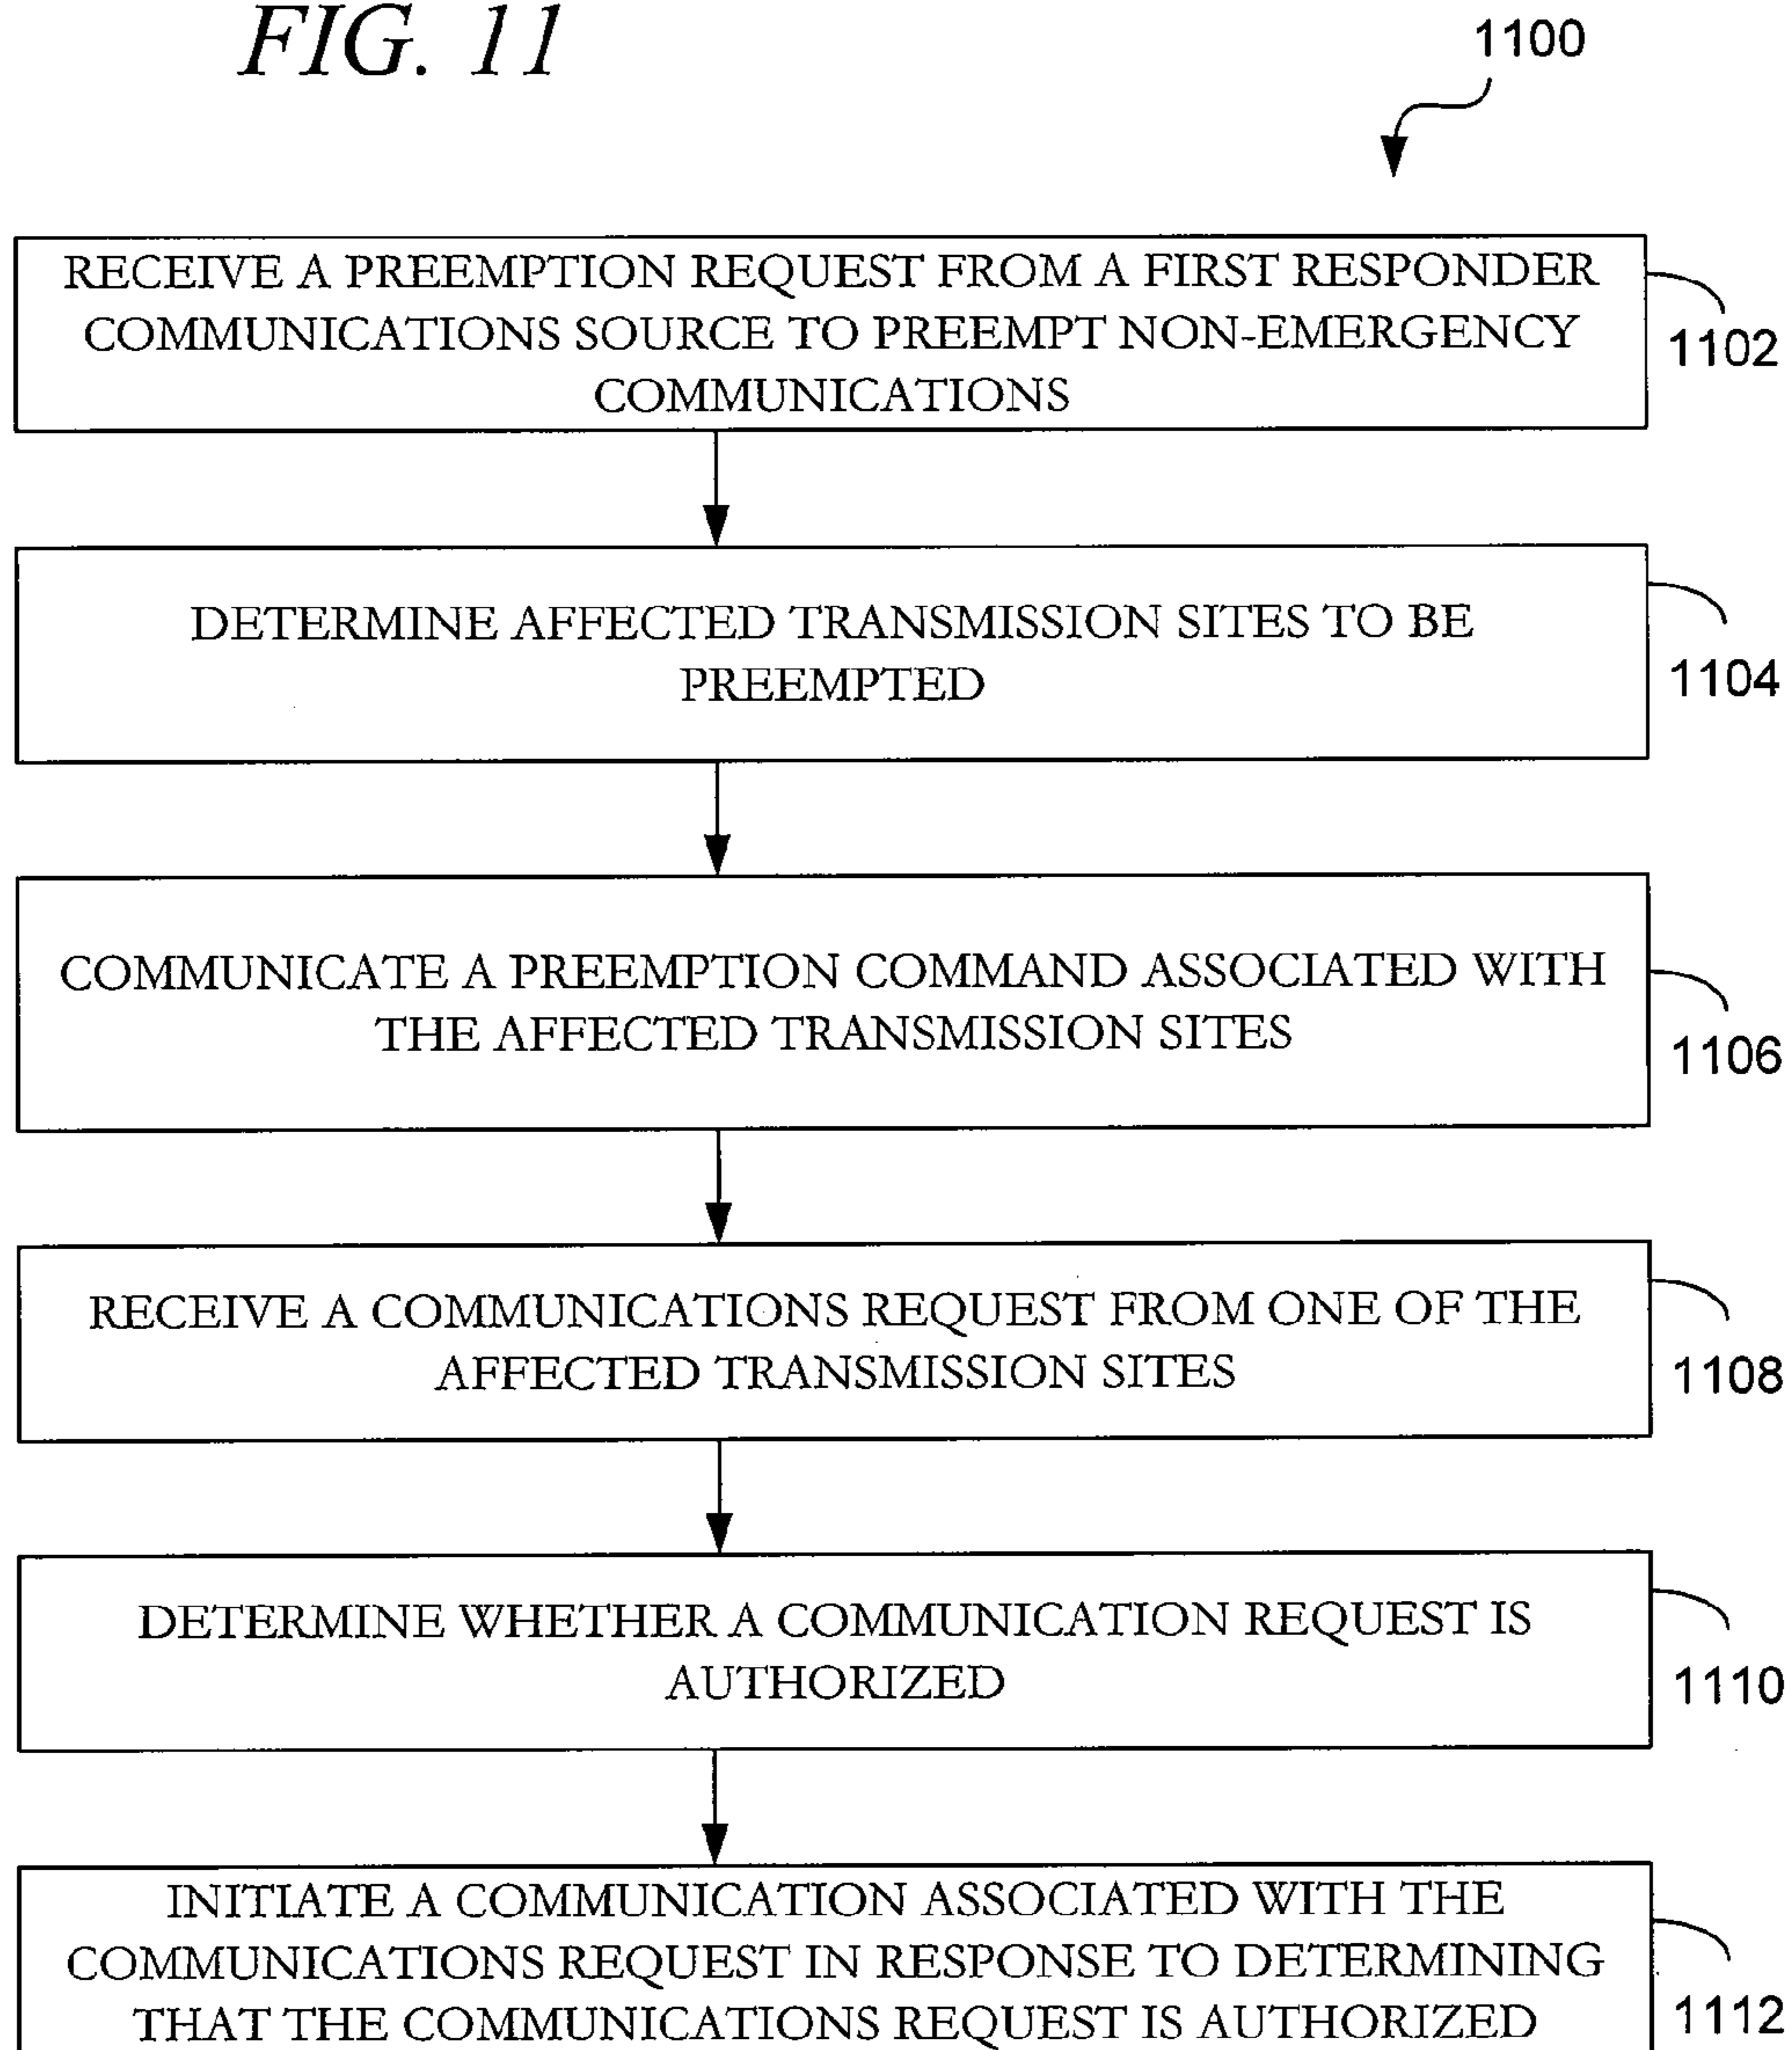 FIG. 11
1100
RECEIVE A PREEMPTION REQUEST FROM A FIRST RESPONDER
COMMUNICATIONS SOURCE TO PREEMPT NON-EMERGENCY
COMMUNICATIONS
1102
DETERMINE AFFECTED TRANSMISSION SITES TO BE
PREEMPTED
1104
COMMUNICATE A PREEMPTION COMMAND ASSOCIATED WITH
THE AFFECTED TRANSMISSION SITES
1106
RECEIVE A COMMUNICATIONS REQUEST FROM ONE OF THE
AFFECTED TRANSMISSION SITES
1108
DETERMINE WHETHER A COMMUNICATION REQUEST IS
AUTHORIZED
1110
INITIATE A COMMUNICATION ASSOCIATED WITH THE
COMMUNICATIONS REQUEST IN RESPONSE TO DETERMINING
THAT THE COMMUNICATIONS REQUEST IS AUTHORIZED
1112